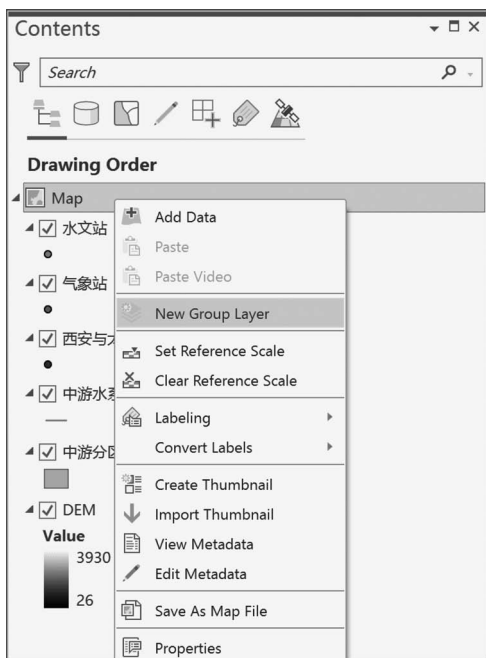 Contents
Search
Drawing Order
Map
Add Data
水文站
Paste
Paste Video
气象站
New Group Layer
西安与
Set Reference Scale
Clear Reference Scale
中游水
Labeling
Convert Labels
中游分
Create Thumbnail
DEM
Import Thumbnail
Value
View Metadata
3930
Edit Metadata
26
Save As Map File
Properties